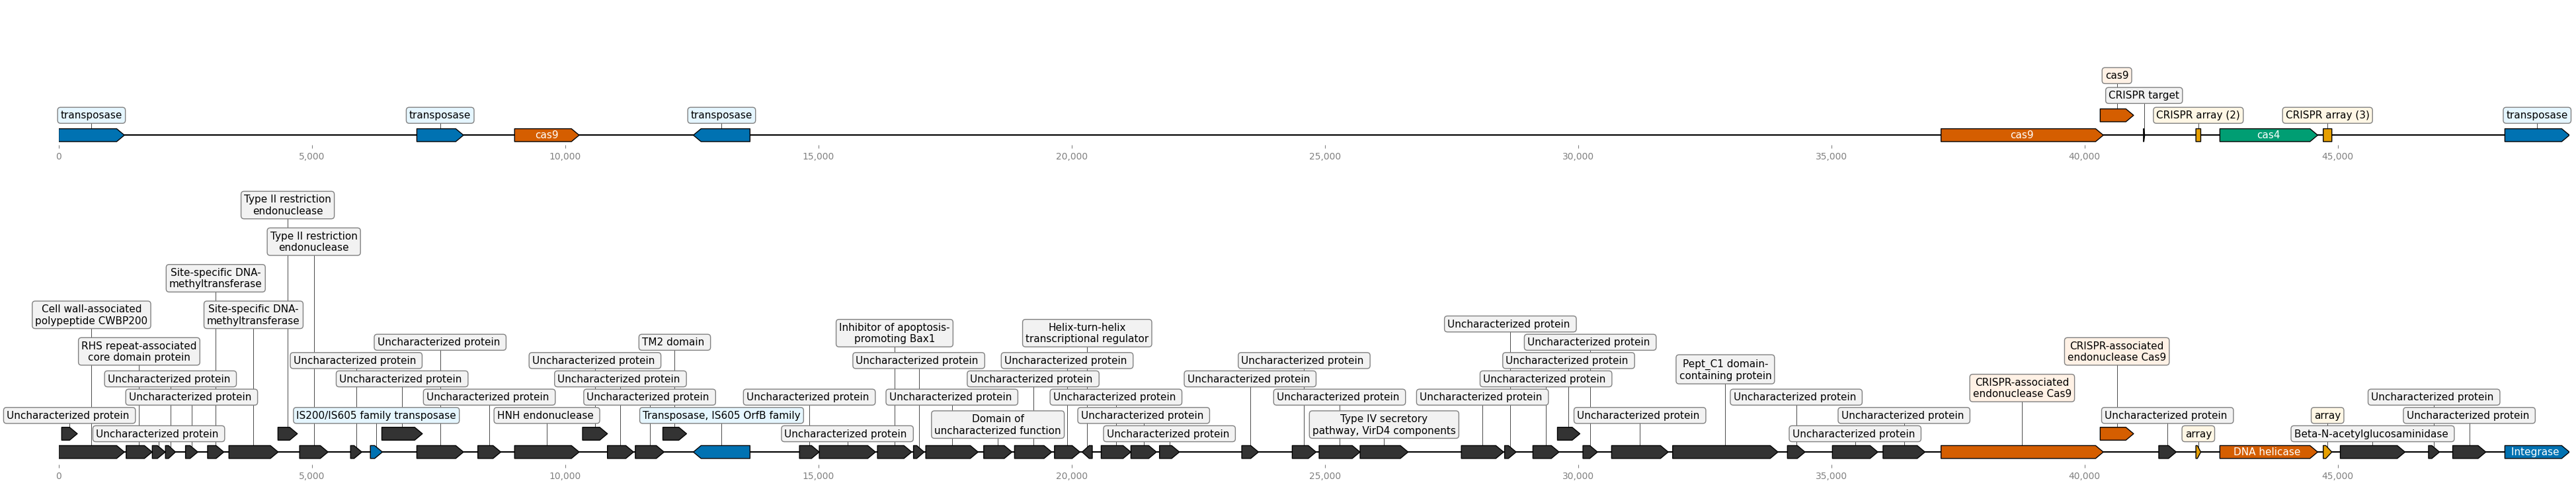 cas9
CRISPR target
transposase
transposase
transposase
CRISPR array (2)
CRISPR array (3)
transposase
cas9
cas9
cas4
0
5,000
10,000
15,000
20,000
25,000
30,000
35,000
40,000
45,000
Type II restriction
endonuclease
Type II restriction
endonuclease
Site-specific DNA-
methyltransferase
Cell wall-associated
polypeptide CWBP200
Site-specific DNA-
methyltransferase
Uncharacterized protein
Inhibitor of apoptosis-
promoting Bax1
Helix-turn-helix
transcriptional regulator
Uncharacterized protein
TM2 domain
Uncharacterized protein
RHS repeat-associated
core domain protein
CRISPR-associated
endonuclease Cas9
Uncharacterized protein
Uncharacterized protein
Uncharacterized protein
Uncharacterized protein
Uncharacterized protein
Uncharacterized protein
Pept_C1 domain-
containing protein
Uncharacterized protein
Uncharacterized protein
Uncharacterized protein
Uncharacterized protein
Uncharacterized protein
Uncharacterized protein
CRISPR-associated
endonuclease Cas9
Uncharacterized protein
Uncharacterized protein
Uncharacterized protein
Uncharacterized protein
Uncharacterized protein
Uncharacterized protein
Uncharacterized protein
Uncharacterized protein
Uncharacterized protein
Uncharacterized protein
Uncharacterized protein
IS200/IS605 family transposase
HNH endonuclease
Transposase, IS605 OrfB family
Uncharacterized protein
Uncharacterized protein
Uncharacterized protein
Uncharacterized protein
array
Uncharacterized protein
Uncharacterized protein
Uncharacterized protein
Domain of
uncharacterized function
Uncharacterized protein
Type IV secretory
pathway, VirD4 components
Uncharacterized protein
array
Beta-N-acetylglucosaminidase
DNA helicase
Integrase
0
5,000
10,000
15,000
20,000
25,000
30,000
35,000
40,000
45,000